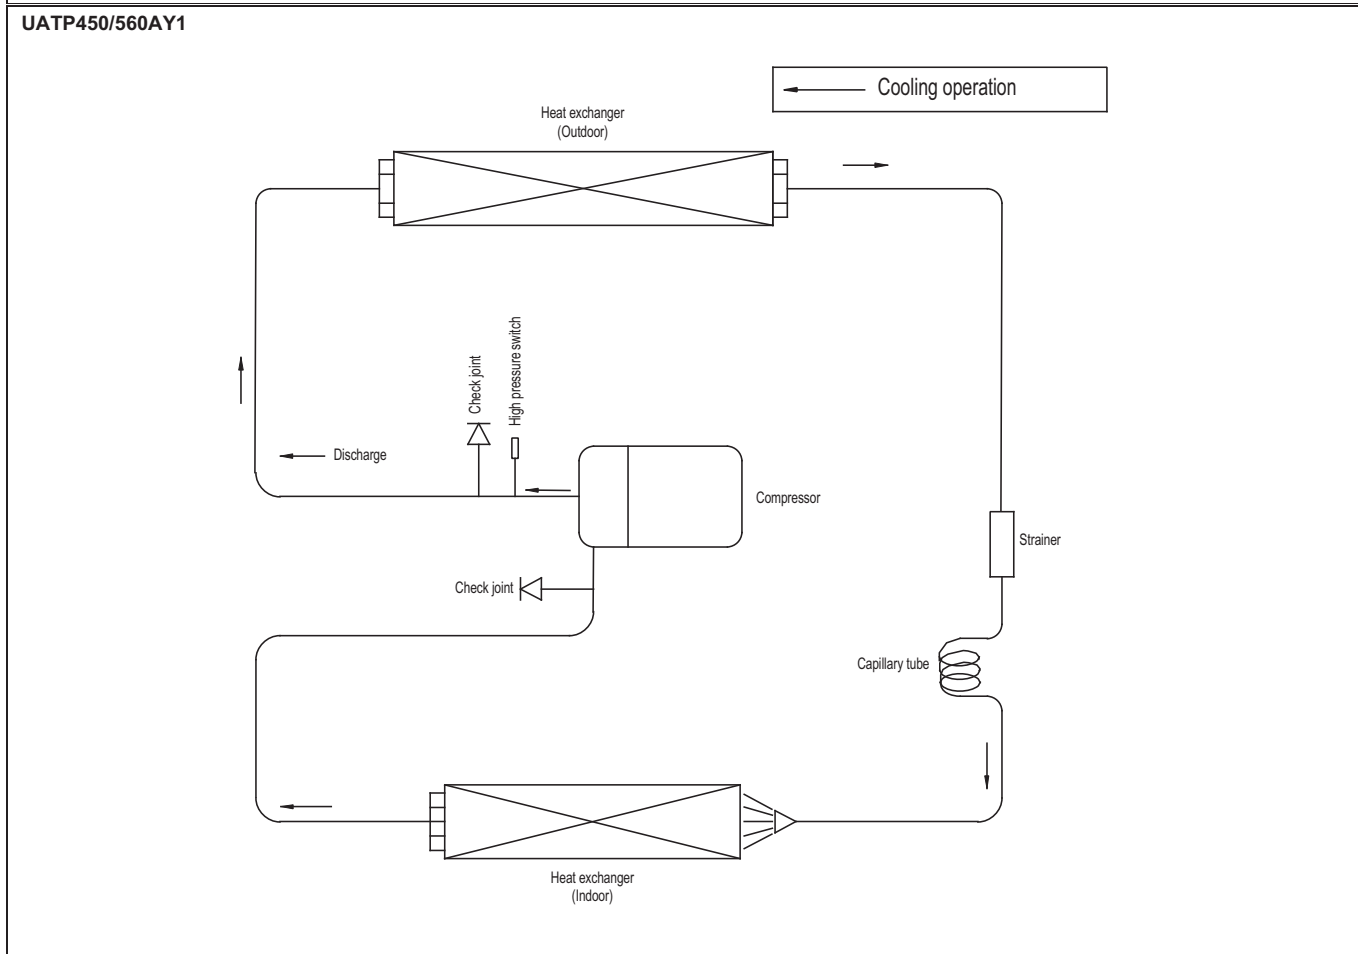 UATP450/560AY1
Cooling operation
Heat exchanger
(Outdoor)
Check joint
High pressure switch
Discharge
Compressor
Strainer
Check joint
Capillary tube
Heat exchanger
(Indoor)